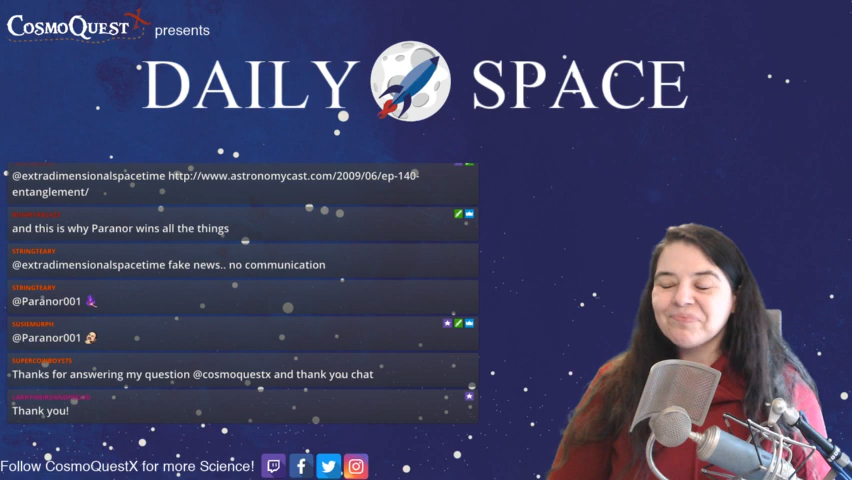 COSMOQUEST X presents
DAILY SPACE
@extradimensionalspacetime http://www.astronomycast.com/2009/06/ep-140-
entanglement/
and this is why Paranor wins all the things
STRINGTEARY
@extradimensionalspacetime fake news.. no communication
STRINGTEARY
@Paranor001
SUSIEMURPH
@Paranor001
SUPERCOWBOY575
Thanks for answering my question @cosmoquestx and thank you chat
Thank you!
Follow CosmoQuestX for more Science!